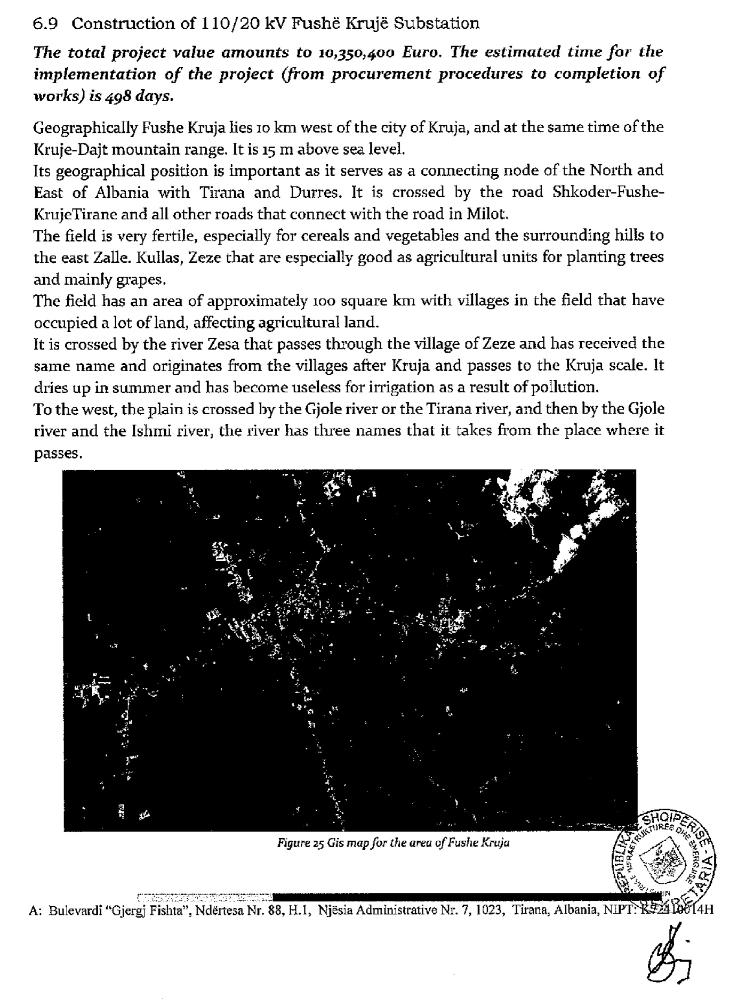 6.9 Construction of 110/20 kV Fushë Krujë Substation
The total project value amounts to 10,350,400 Euro. The estimated time for the
implementation of the project (from procurement procedures to completion of
works) is 498 days.
Geographically Fushe Kruja lies 10 km west of the city of Kruja, and at the same time of the
Kruje-Dajt mountain range. It is 15 m above sea level.
Its geographical position is important as it serves as a connecting node of the North and
East of Albania with Tirana and Durres. It is crossed by the road Shkoder-Fushe-
KrujeTirane and all other roads that connect with the road in Milot.
The field is very fertile, especially for cereals and vegetables and the surrounding hills to
the east Zalle. Kullas, Zeze that are especially good as agricultural units for planting trees
and mainly grapes.
The field has an area of approximately 100 square km with villages in the field that have
occupied a lot of land, affecting agricultural land.
It is crossed by the river Zesa that passes through the village of Zeze and has received the
same name and originates from the villages after Kruja and passes to the Kruja scale. It
dries up in summer and has become useless for irrigation as a result of pollution.
To the west, the plain is crossed by the Gjole river or the Tirana river, and then by the Gjole
river and the Ishmi river, the river has three names that it takes from the place where it
passes.
Figure 25 Gis map for the area of Fushe Kruja
REPUBLIKA E SHQIPERISE
INFRASTRUKTURES DHE ENERGJISE
A: Bulevardi “Gjergj Fishta”, Ndërtesa Nr. 88, H.1, Njësia Administrative Nr. 7, 1023, Tirana, Albania, NIPT: K72410014H